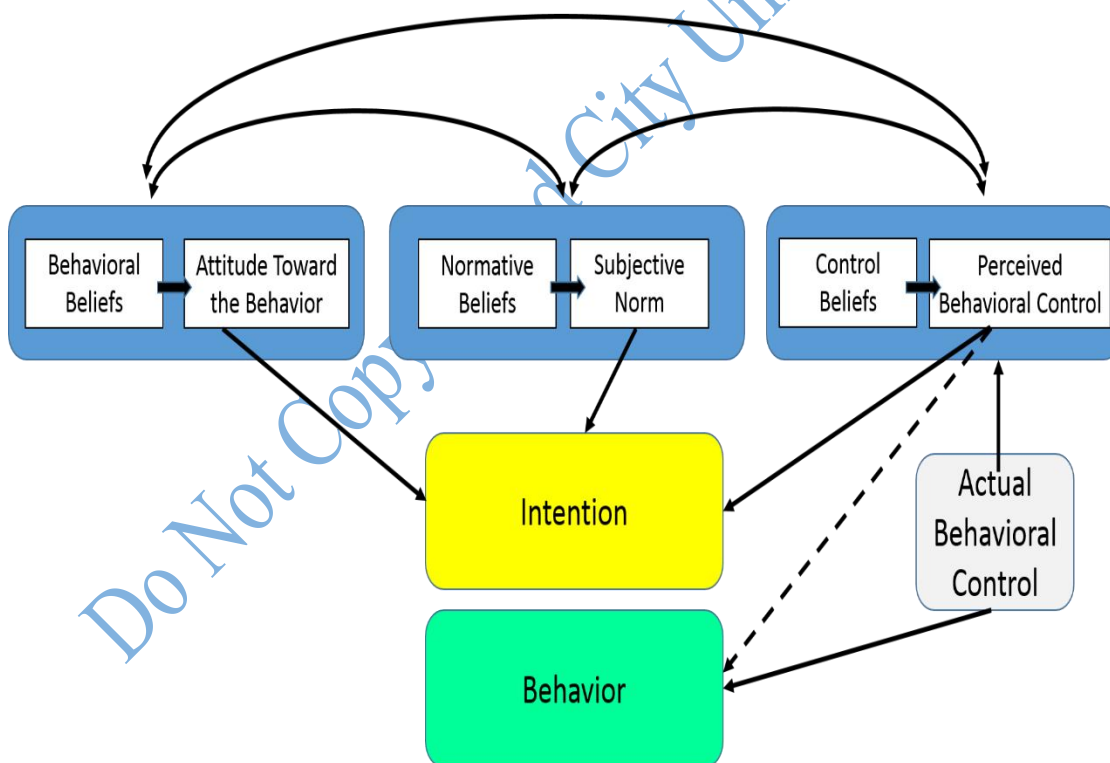 Behavioral
Beliefs
Attitude Toward
the Behavior
Normative
Beliefs
Subjective
Norm
Control
Beliefs
Perceived
Behavioral Control
Intention
Actual
Behavioral
Control
Behavior
Do Not Copy
City